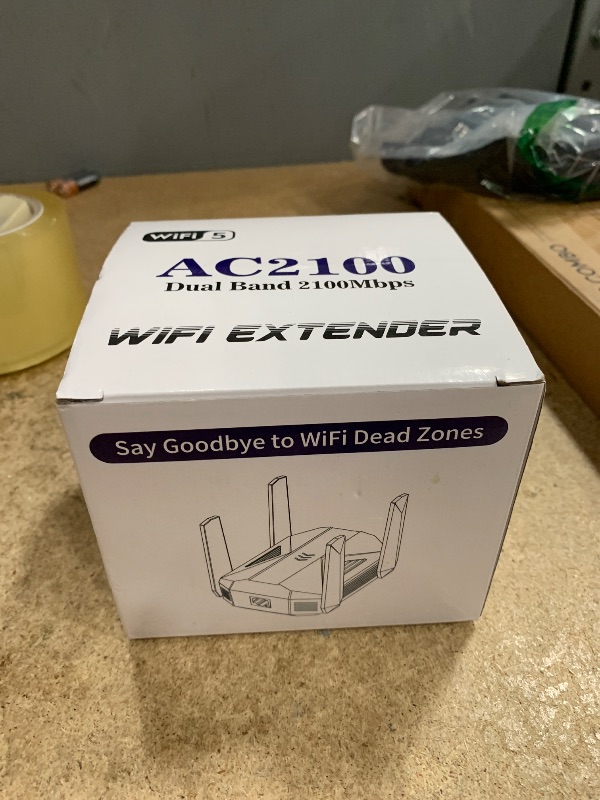 WiFi 5
AC2100
Dual Band 2100Mbps
WIFI EXTENDER
Say Goodbye to WiFi Dead Zones